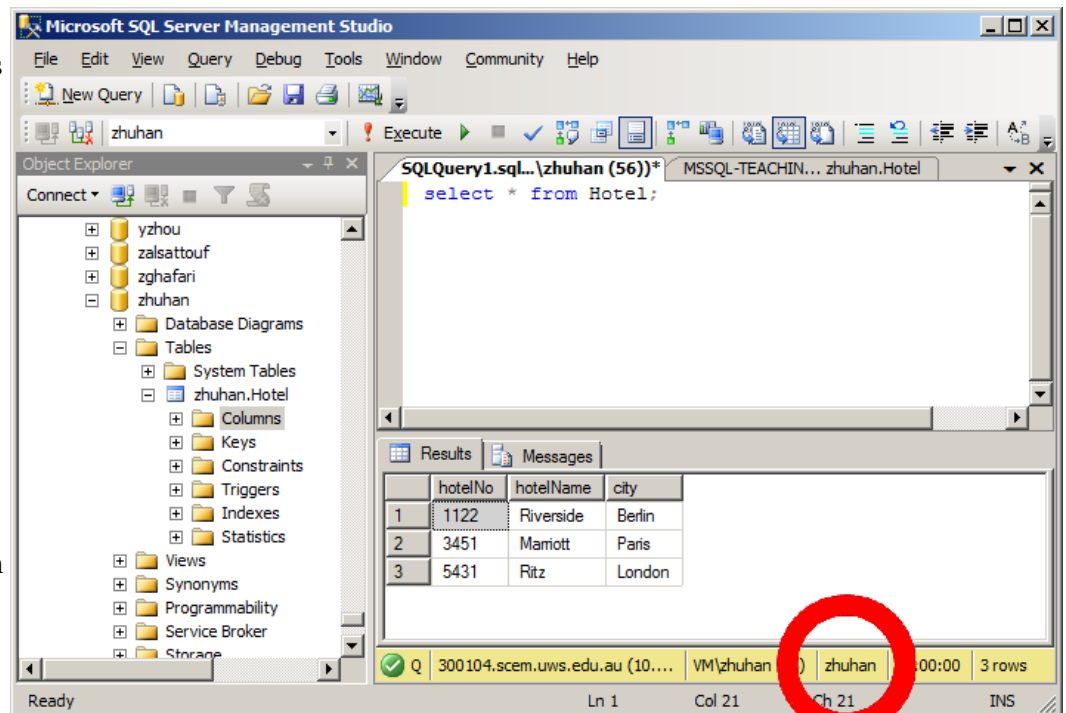 Microsoft SQL Server Management Studio
File Edit View Query Debug Tools Window Community Help
New Query
zhuhan Execute
Object Explorer
Connect
yzhou
zalsattouf
zghafari
zhuhan
Database Diagrams
Tables
System Tables
zhuhan.Hotel
Columns
Keys
Constraints
Triggers
Indexes
Statistics
Views
Synonyms
Programmability
Service Broker
Storage
SQLQuery1.sql...\zhuhan (56))* MSSQL-TEACHIN... zhuhan.Hotel
select * from Hotel;
Results Messages
hotelNo hotelName city
1 1122 Riverside Berlin
2 3451 Marriott Paris
3 5431 Ritz London
Q 300104.scem.uws.edu.au (10.... VM\zhuhan zhuhan :00:00 3 rows
Ready Ln 1 Col 21 Ch 21 INS